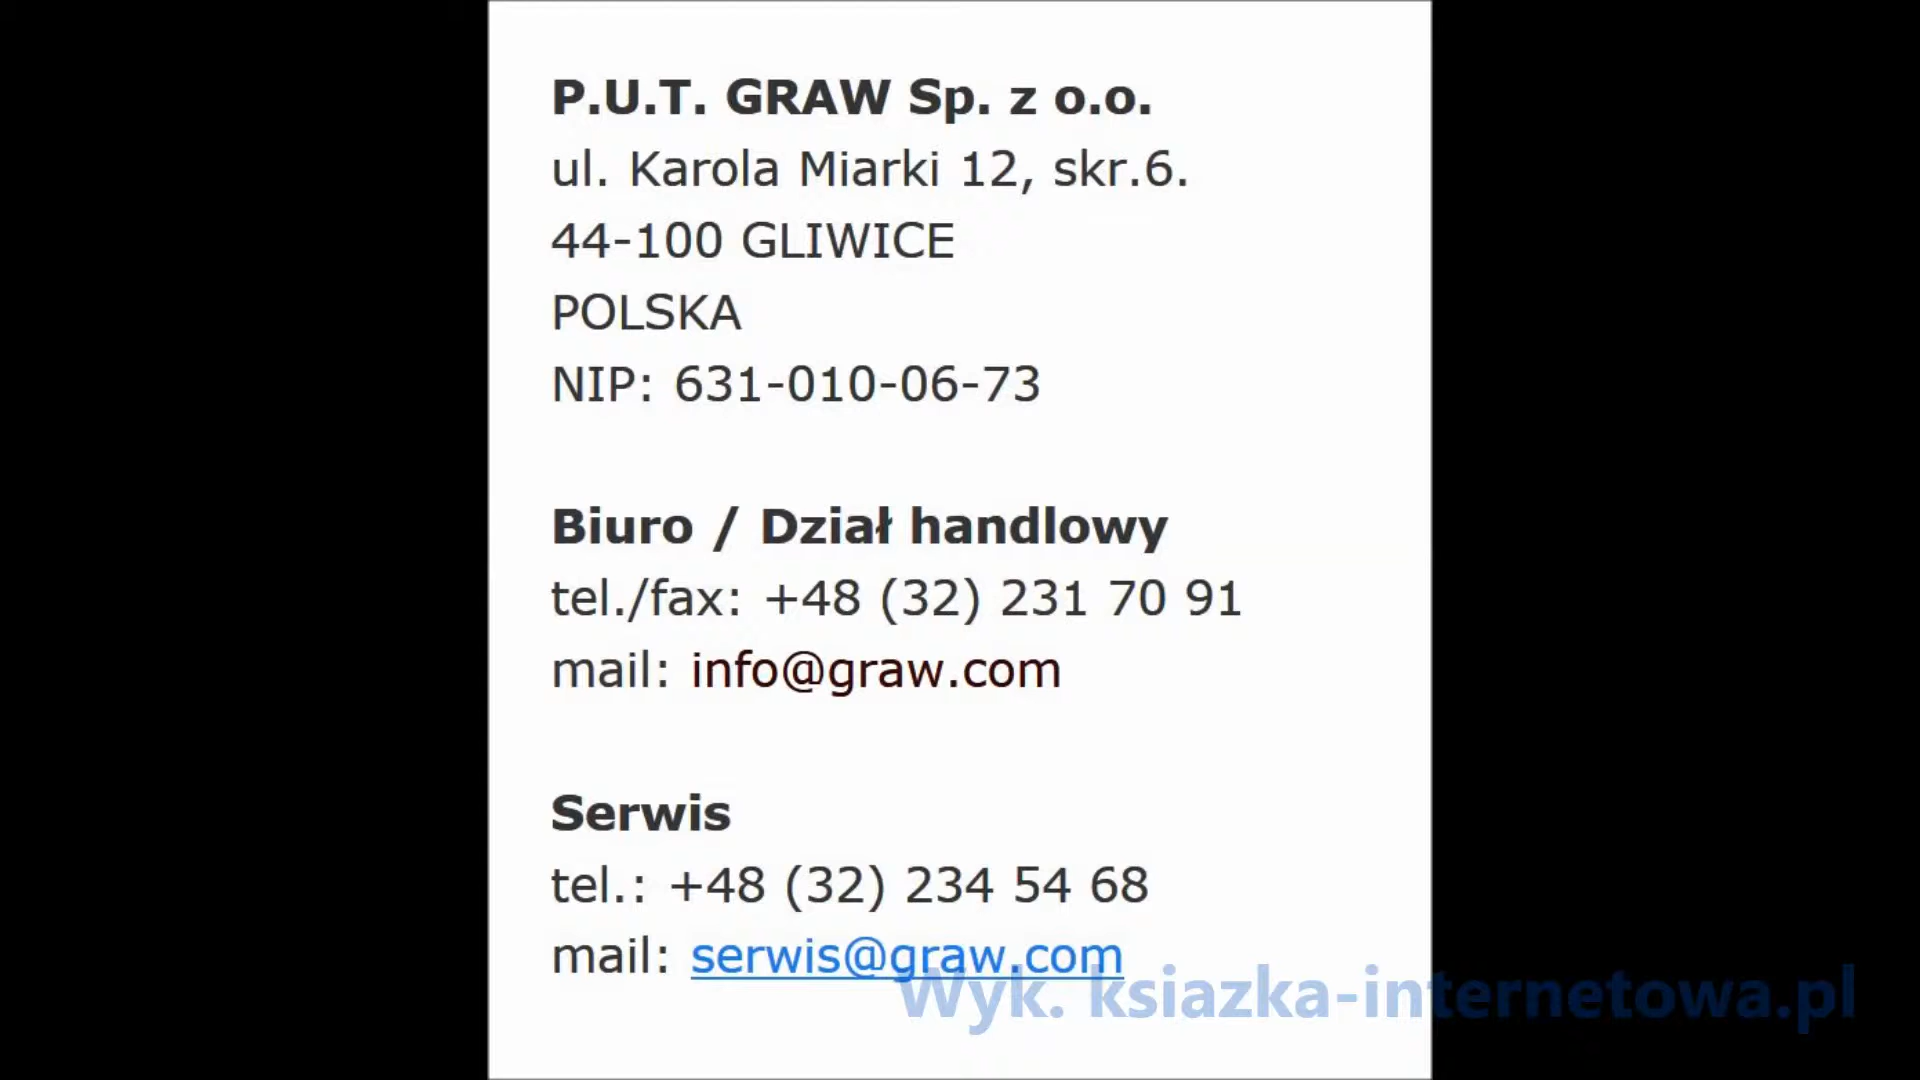 P.U.T. GRAW Sp. z o.o.
ul. Karola Miarki 12, skr.6.
44-100 GLIWICE
POLSKA
NIP: 631-010-06-73
Biuro / Dział handlowy
tel./fax: +48 (32) 231 70 91
mail: info@graw.com
Serwis
tel.: +48 (32) 234 54 68
mail: serwis@graw.com
Wyk. ksiazka-internetowa.pl